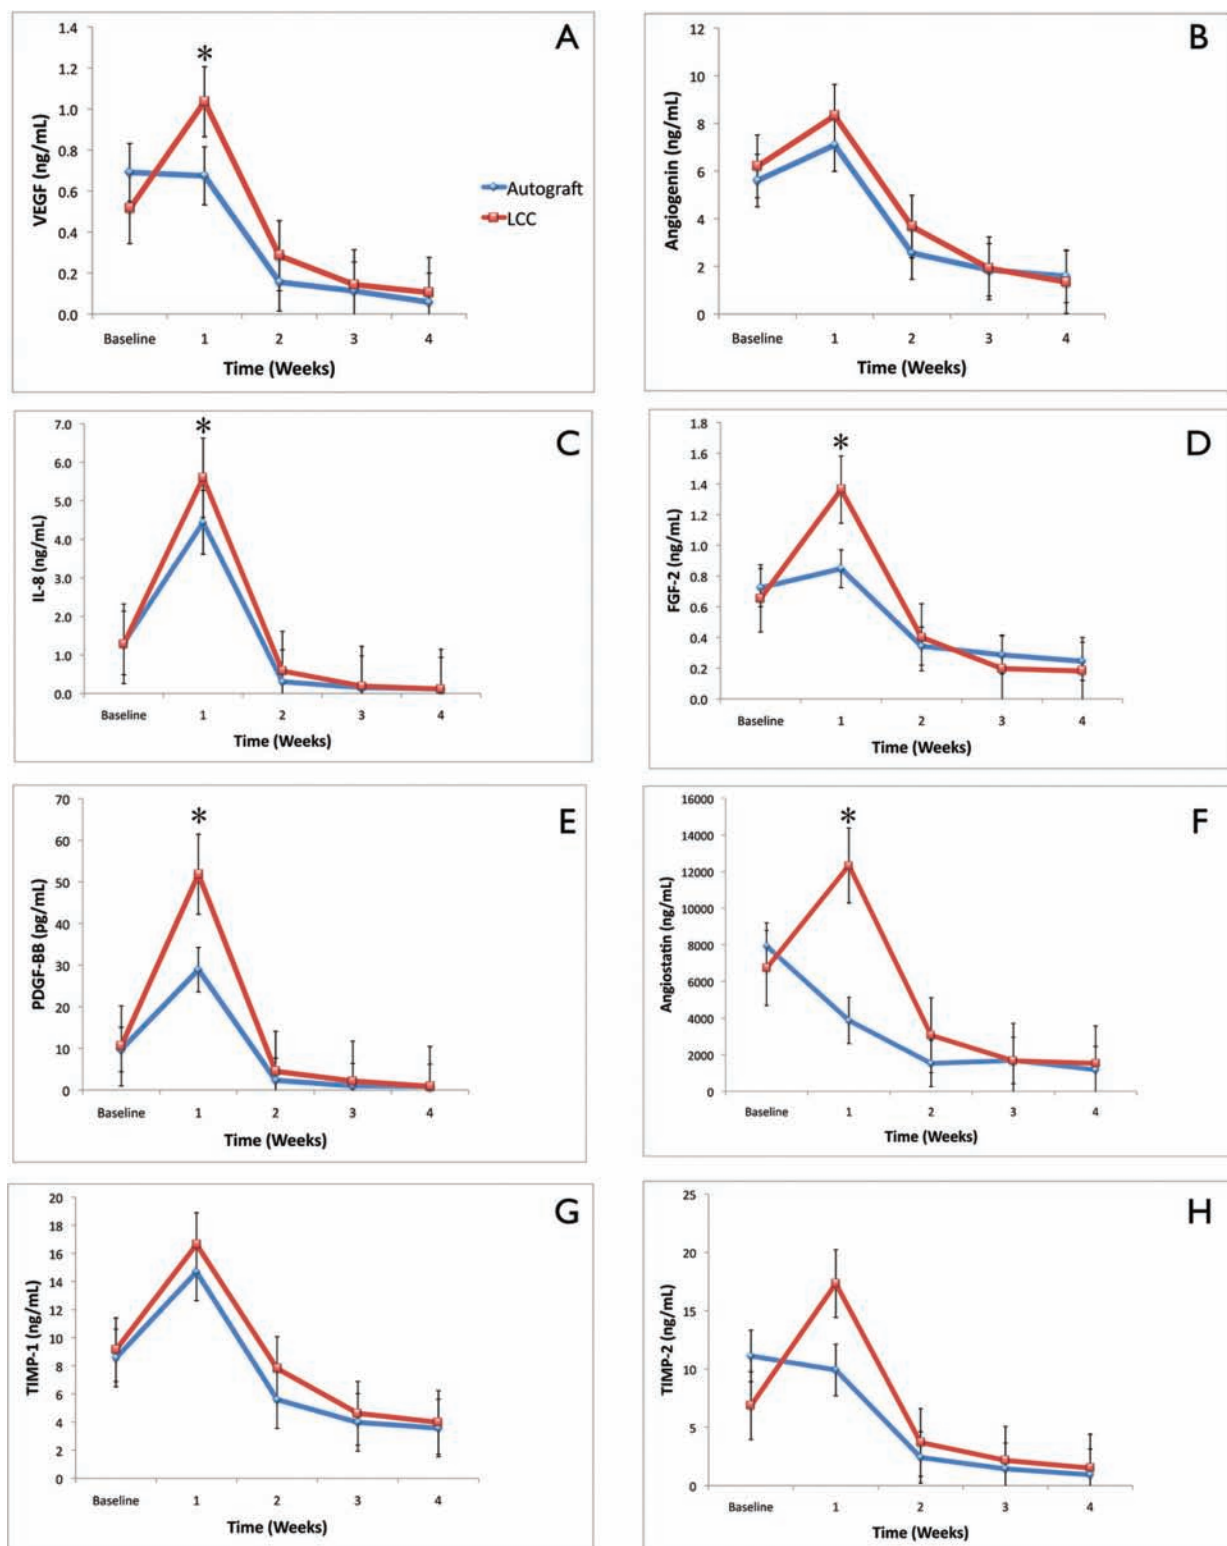 A
VEGF (ng/mL)
1.4
1.2
1.0
0.8
0.6
0.4
0.2
0.0
*
Autograft
LCC
Baseline 1 2 3 4
Time (Weeks)
B
Angiogenin (ng/mL)
12
10
8
6
4
2
0
Baseline 1 2 3 4
Time (Weeks)
C
IL-8 (ng/mL)
7.0
6.0
5.0
4.0
3.0
2.0
1.0
0.0
*
Baseline 1 2 3 4
Time (Weeks)
D
FGF-2 (ng/mL)
1.8
1.6
1.4
1.2
1.0
0.8
0.6
0.4
0.2
0.0
*
Baseline 1 2 3 4
Time (Weeks)
E
PDGF-BB (pg/mL)
70
60
50
40
30
20
10
0
*
Baseline 1 2 3 4
Time (Weeks)
F
Angiostatin (ng/mL)
16000
14000
12000
10000
8000
6000
4000
2000
0
*
Baseline 1 2 3 4
Time (Weeks)
G
TIMP-1 (ng/mL)
20
18
16
14
12
10
8
6
4
2
0
Baseline 1 2 3 4
Time (Weeks)
H
TIMP-2 (ng/mL)
25
20
15
10
5
0
Baseline 1 2 3 4
Time (Weeks)